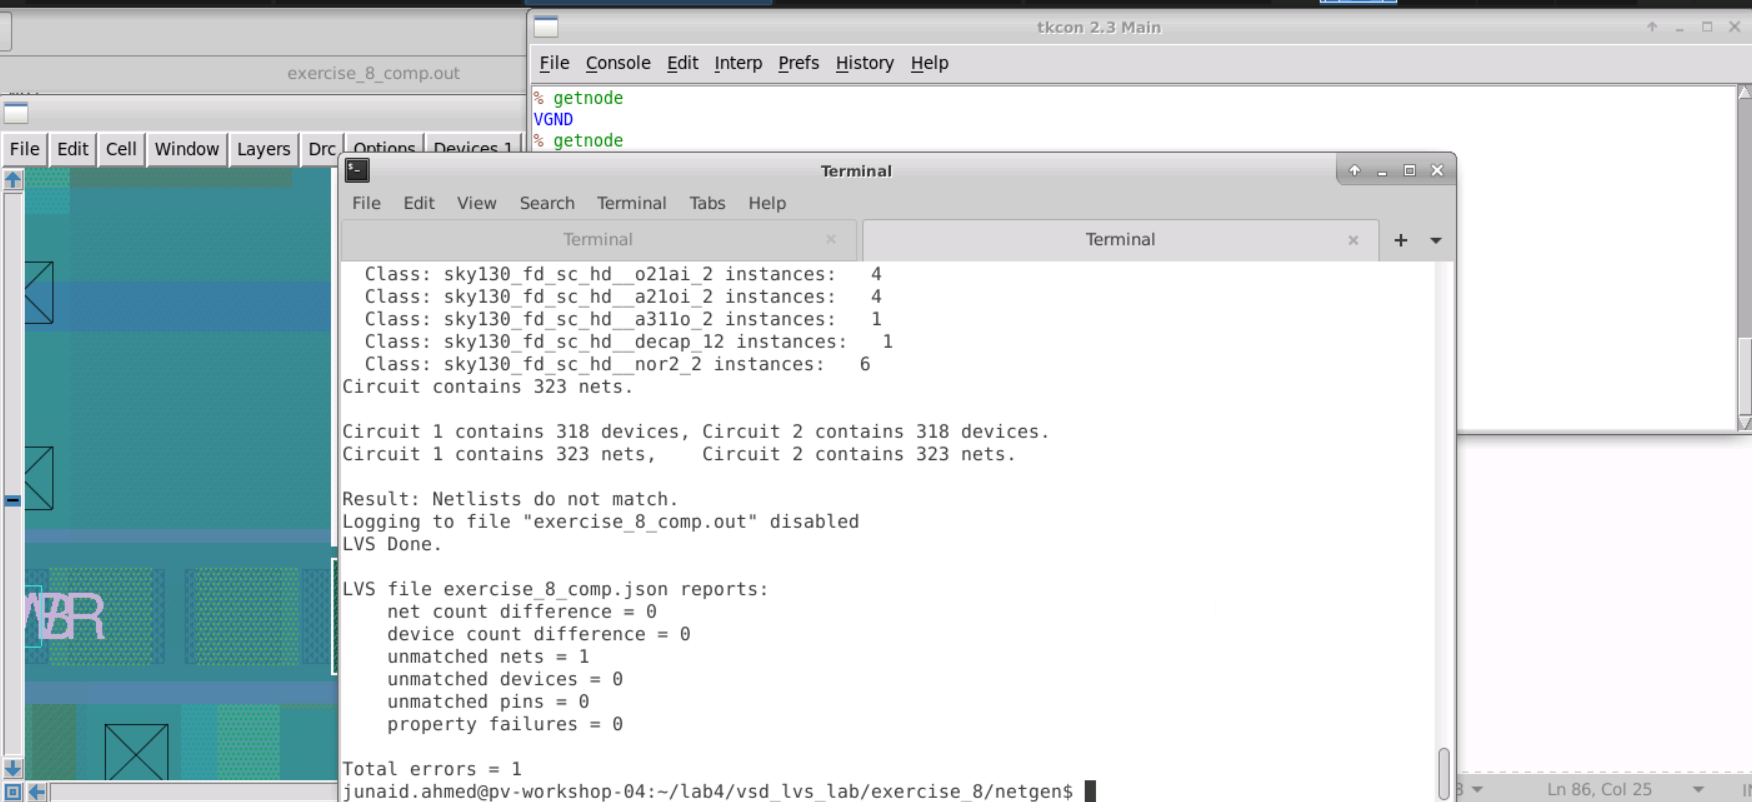 exercise_8_comp.out
tkcon 2.3 Main
File Console Edit Interp Prefs History Help
% getnode
VGND
% getnode
File Edit Cell Window Layers Drc Options Devices 1
Terminal
File Edit View Search Terminal Tabs Help
Terminal
Terminal
Class: sky130_fd_sc_hd__o21ai_2 instances:   4
Class: sky130_fd_sc_hd__a21oi_2 instances:   4
Class: sky130_fd_sc_hd__a311o_2 instances:   1
Class: sky130_fd_sc_hd__decap_12 instances:   1
Class: sky130_fd_sc_hd__nor2_2 instances:   6
Circuit contains 323 nets.
Circuit 1 contains 318 devices, Circuit 2 contains 318 devices.
Circuit 1 contains 323 nets,    Circuit 2 contains 323 nets.
Result: Netlists do not match.
Logging to file "exercise_8_comp.out" disabled
LVS Done.
LVS file exercise_8_comp.json reports:
net count difference = 0
device count difference = 0
unmatched nets = 1
unmatched devices = 0
unmatched pins = 0
property failures = 0
Total errors = 1
junaid.ahmed@pv-workshop-04:~/lab4/vsd_lvs_lab/exercise_8/netgen$
Ln 86, Col 25